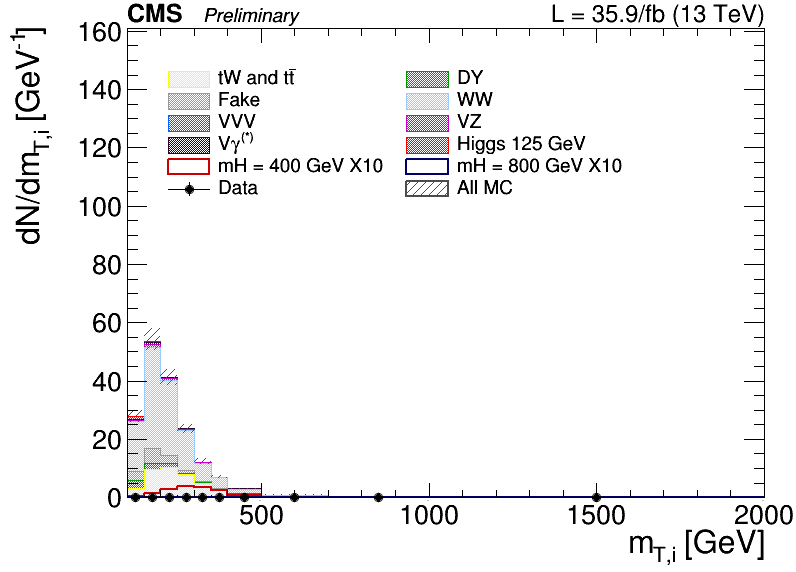 CMS Preliminary L = 35.9/fb (13 TeV)
dN/dm_{T,i} [GeV^{-1}]
160
140
120
100
80
60
40
20
0
tW and tt̄ DY
Fake WW
VVV VZ
Vγ^{(*)} Higgs 125 GeV
mH = 400 GeV X10 mH = 800 GeV X10
Data All MC
500 1000 1500 2000
m_{T,i} [GeV]